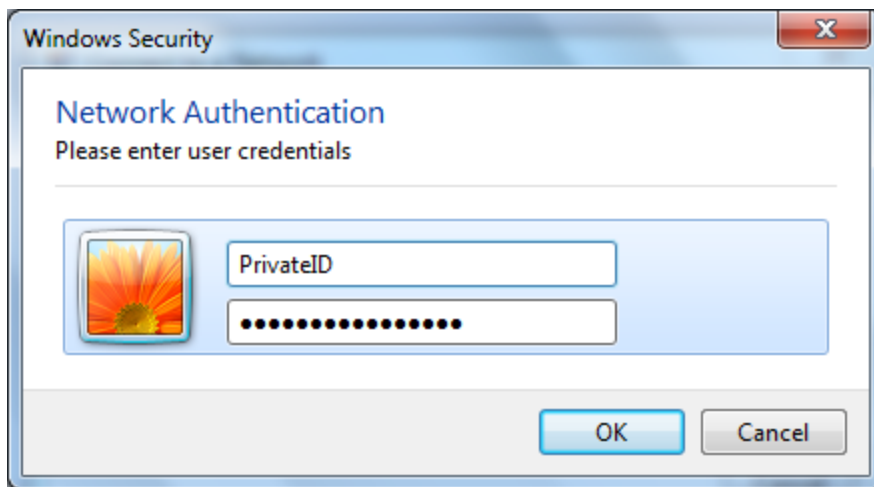 Windows Security
Network Authentication
Please enter user credentials
PrivateID
••••••••••••••••
OK
Cancel